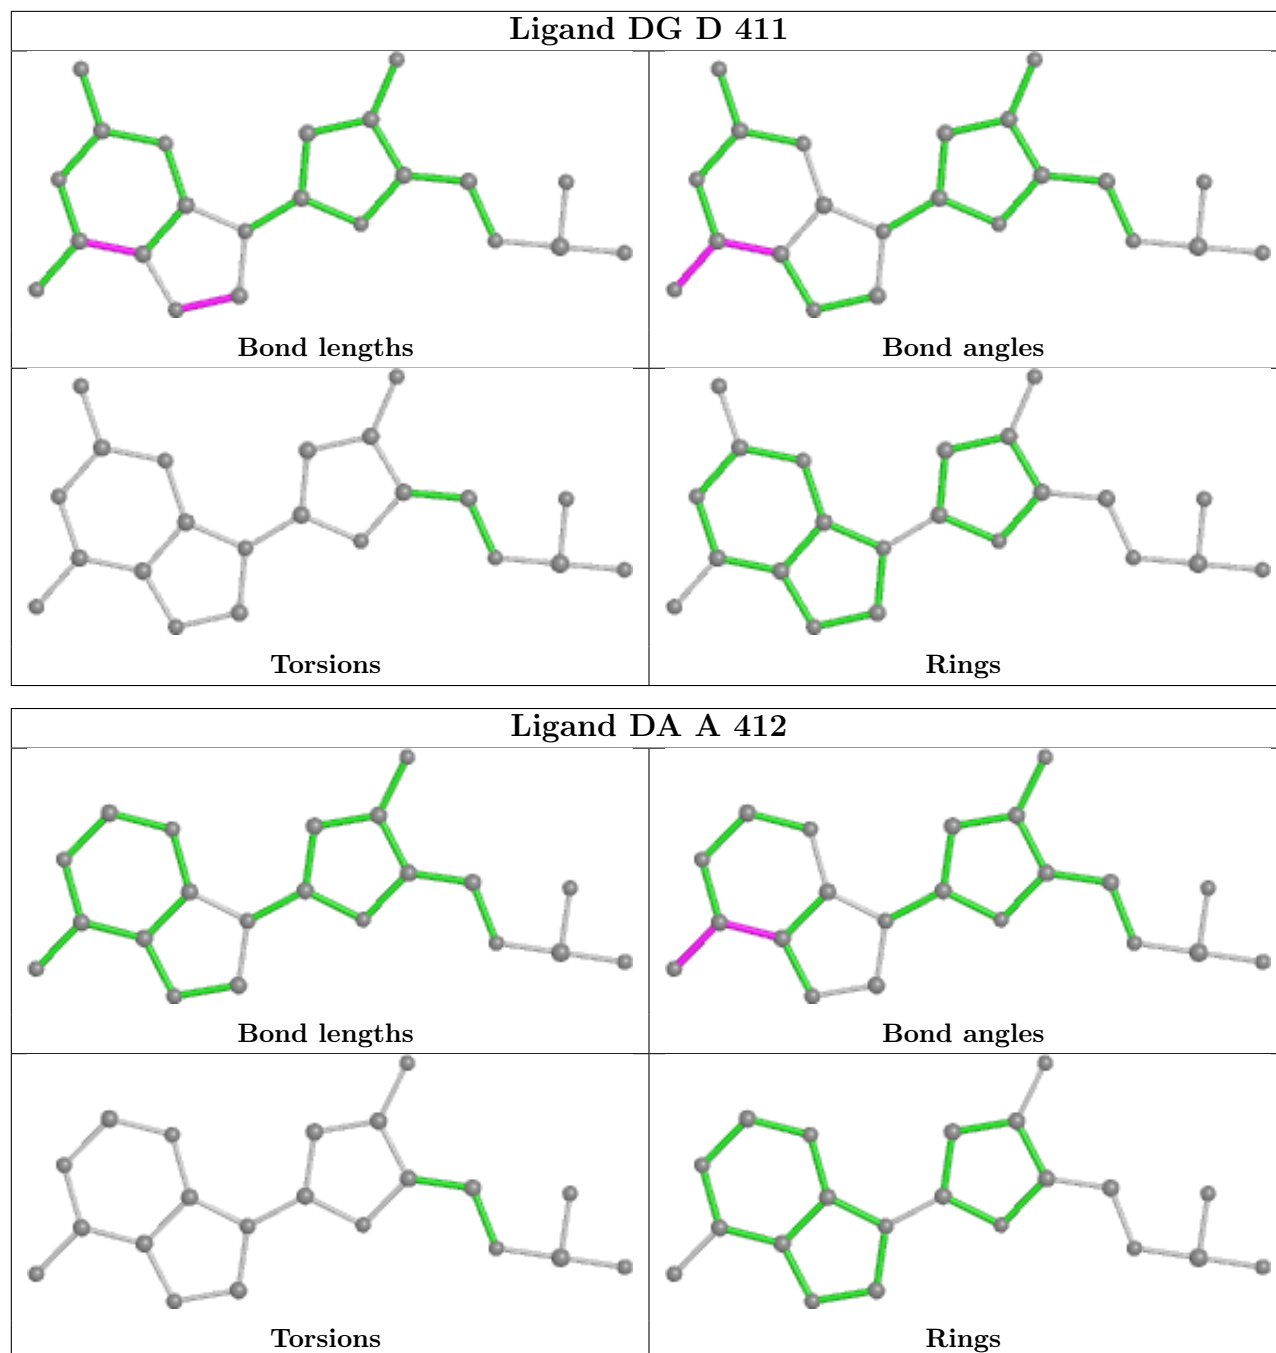 Ligand DG D 411
Bond lengths
Bond angles
Torsions
Rings
Ligand DA A 412
Bond lengths
Bond angles
Torsions
Rings